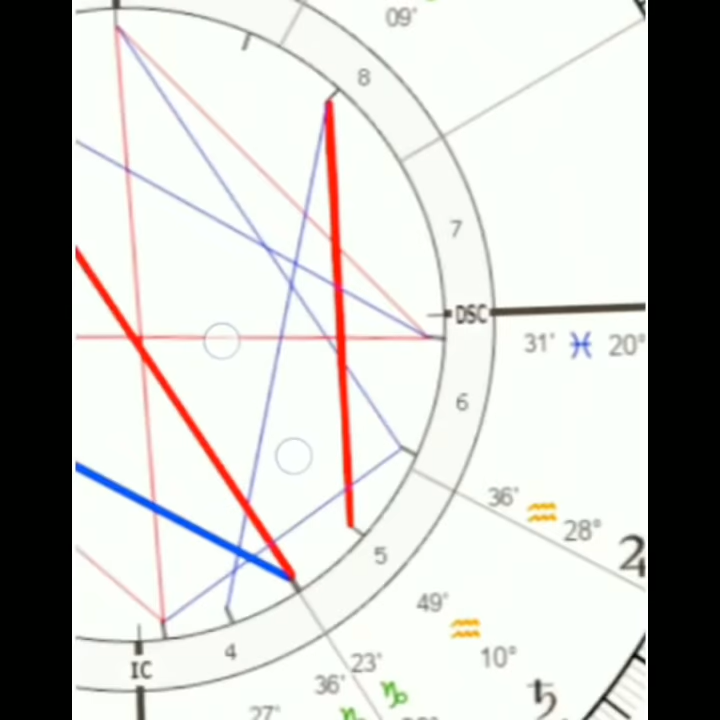 09'
8
7
DSC
31' ♓ 20°
6
36' ♒ 28° ♃
5
49' ♒ 10° ♄
4
23' ♑
36'
IC
27'